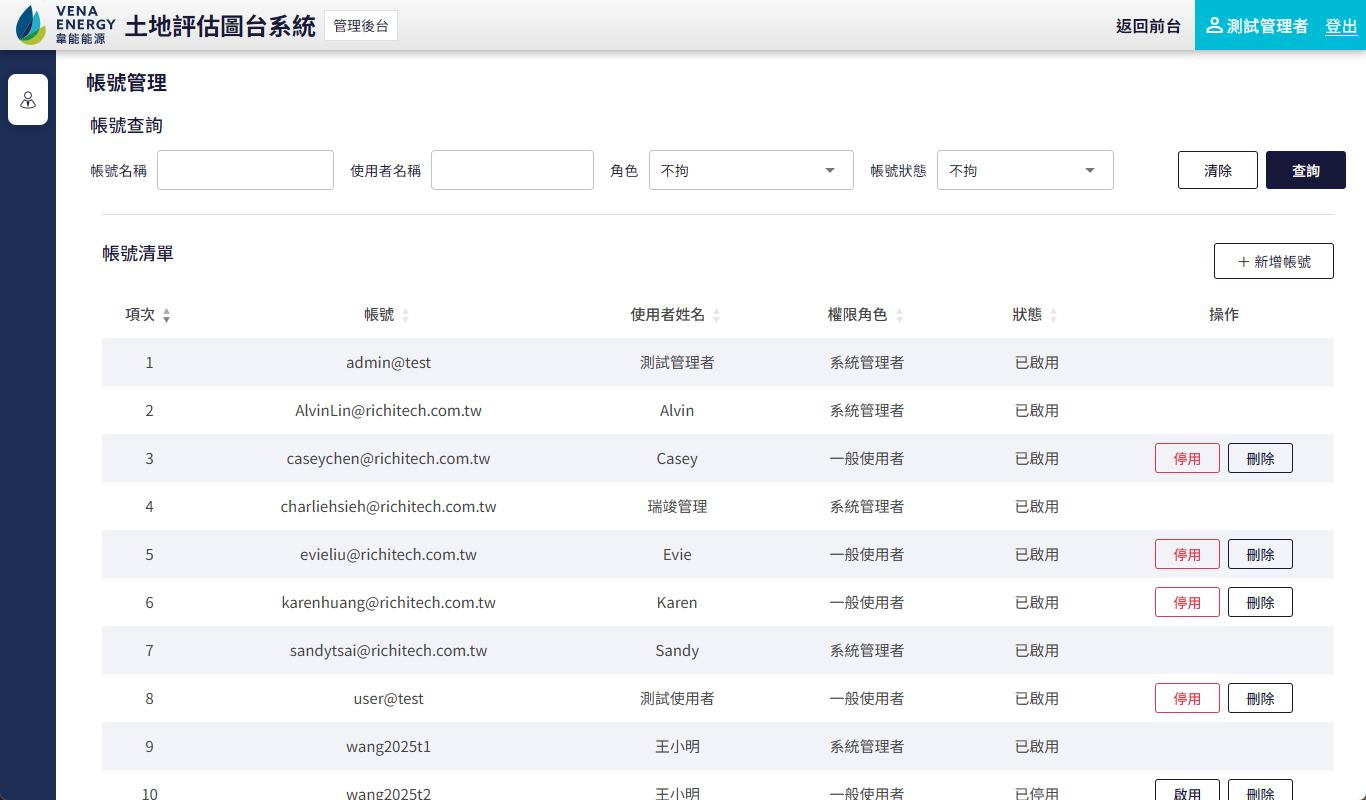 VENA
ENERGY
韋能能源
土地評估圖台系統 管理後台 返回前台 測試管理者 登出
帳號管理
帳號查詢
帳號名稱 使用者名稱 角色 不拘 帳號狀態 不拘 清除 查詢
帳號清單
＋ 新增帳號
項次 帳號 使用者姓名 權限角色 狀態 操作
1 admin@test 測試管理者 系統管理者 已啟用
2 AlvinLin@richitech.com.tw Alvin 系統管理者 已啟用
3 caseychen@richitech.com.tw Casey 一般使用者 已啟用 停用 刪除
4 charliehsieh@richitech.com.tw 瑞竣管理 系統管理者 已啟用
5 evieliu@richitech.com.tw Evie 一般使用者 已啟用 停用 刪除
6 karenhuang@richitech.com.tw Karen 一般使用者 已啟用 停用 刪除
7 sandytsai@richitech.com.tw Sandy 系統管理者 已啟用
8 user@test 測試使用者 一般使用者 已啟用 停用 刪除
9 wang2025t1 王小明 系統管理者 已啟用
10 wang2025t2 王小明 一般使用者 已停用 啟用 刪除